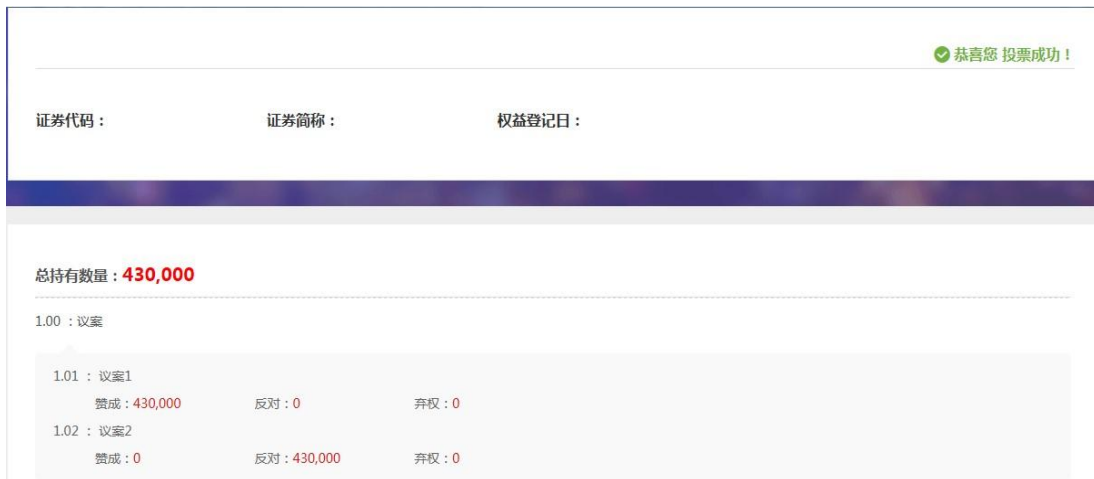 恭喜您 投票成功！
证券代码： 证券简称： 权益登记日：
总持有数量：430,000
1.00 ：议案
1.01 ： 议案1
赞成：430,000 反对：0 弃权：0
1.02 ： 议案2
赞成：0 反对：430,000 弃权：0